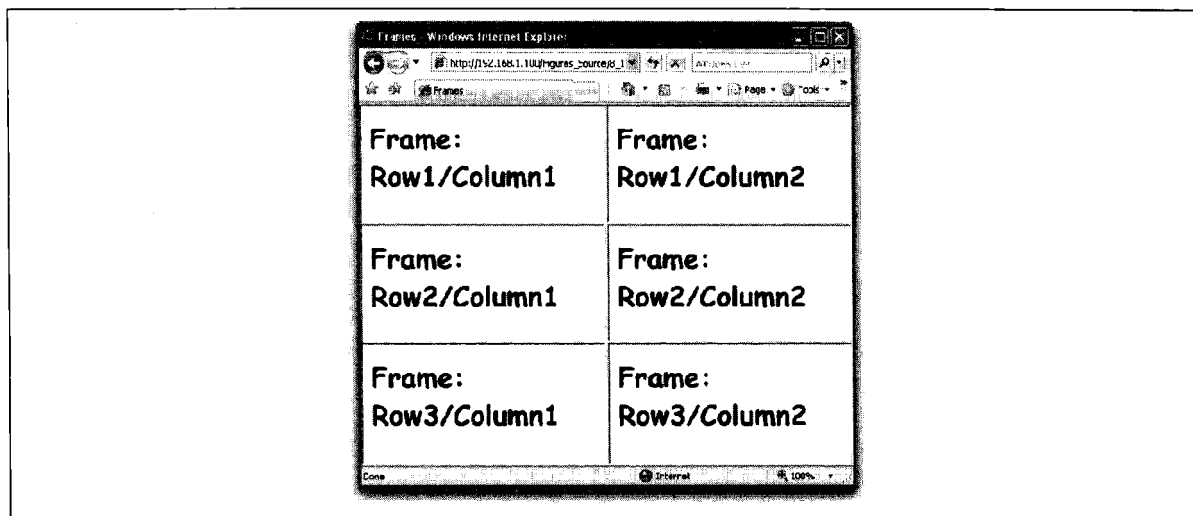 Frames - Windows Internet Explorer
Frames
Page Tools
Frame:
Row1/Column1
Frame:
Row1/Column2
Frame:
Row2/Column1
Frame:
Row2/Column2
Frame:
Row3/Column1
Frame:
Row3/Column2
Internet
100%